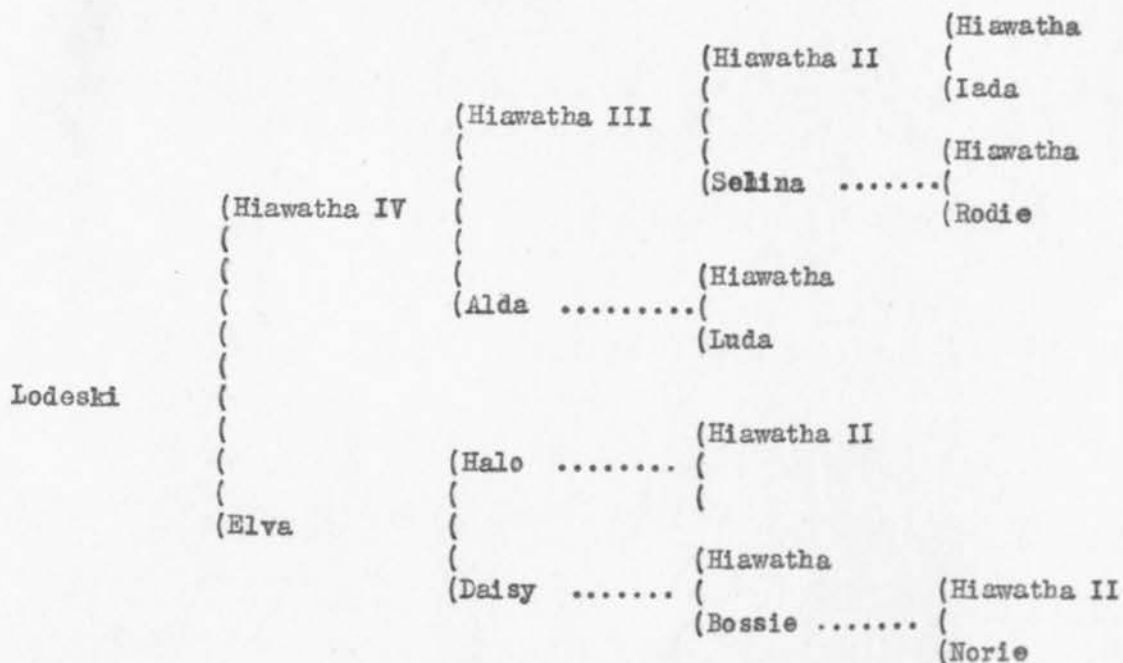 (Hiawatha
(Hiawatha II (
( (Iada
(Hiawatha III (
( ( (Hiawatha
( (Selina .......(
(Hiawatha IV ( (Rodie
( (
( ( (Hiawatha
( (Alda .........(
( (Luda
(
Lodeski (
( (Hiawatha II
( (Halo ........ (
( ( (
(Elva (
( (Hiawatha
(Daisy ....... ( (Hiawatha II
(Bossie ....... (
(Norie